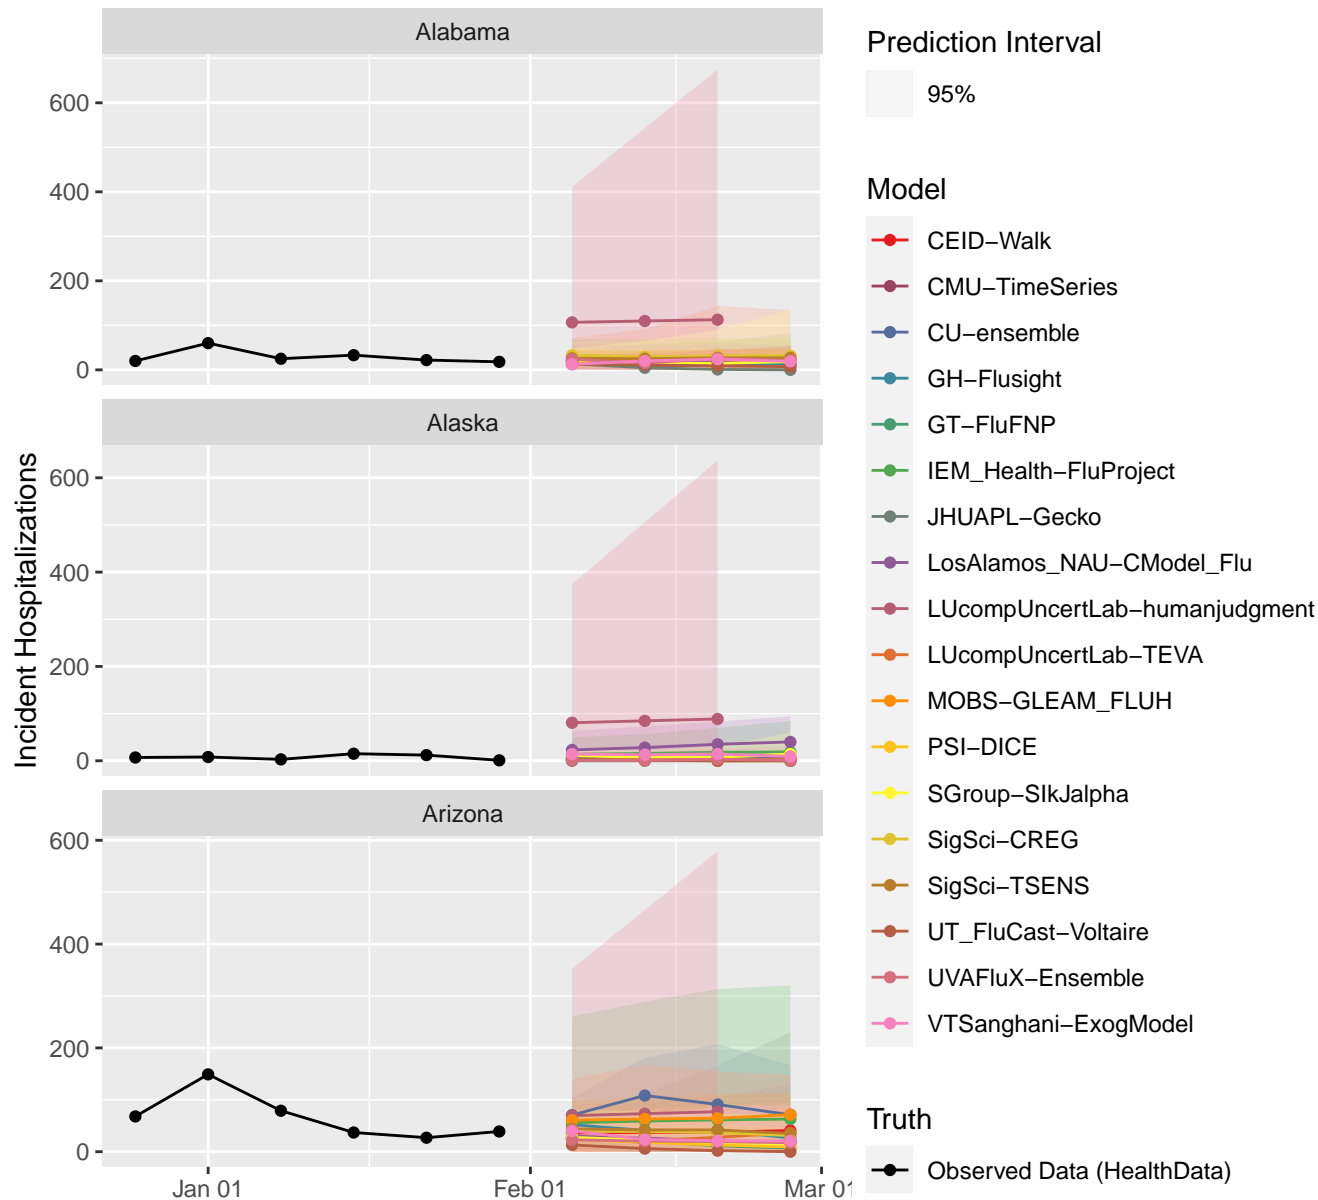 Alabama
600
400
200
0
Alaska
600
400
200
0
Arizona
600
400
200
0
Jan 01
Feb 01
Mar 01
Incident Hospitalizations
Prediction Interval
95%
Model
CEID−Walk
CMU−TimeSeries
CU−ensemble
GH−Flusight
GT−FluFNP
IEM_Health−FluProject
JHUAPL−Gecko
LosAlamos_NAU−CModel_Flu
LUcompUncertLab−humanjudgment
LUcompUncertLab−TEVA
MOBS−GLEAM_FLUH
PSI−DICE
SGroup−SIkJalpha
SigSci−CREG
SigSci−TSENS
UT_FluCast−Voltaire
UVAFluX−Ensemble
VTSanghani−ExogModel
Truth
Observed Data (HealthData)